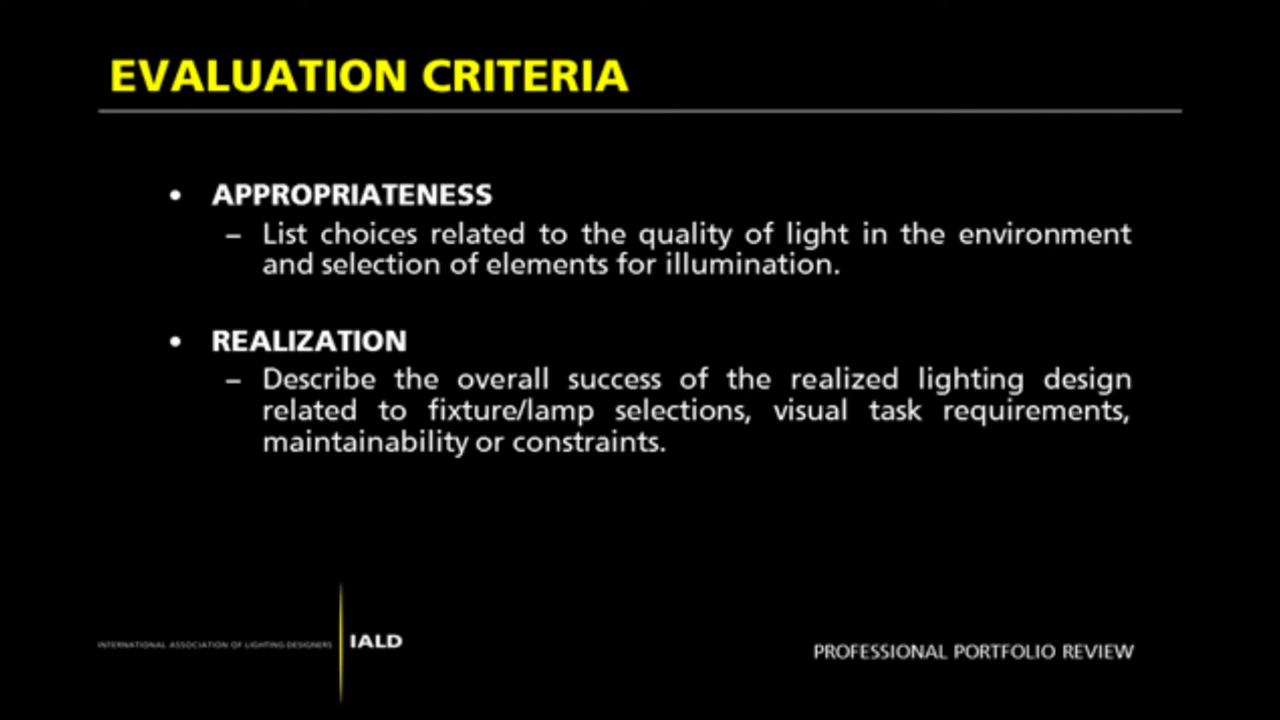 EVALUATION CRITERIA
• APPROPRIATENESS
– List choices related to the quality of light in the environment
and selection of elements for illumination.
• REALIZATION
– Describe the overall success of the realized lighting design
related to fixture/lamp selections, visual task requirements,
maintainability or constraints.
INTERNATIONAL ASSOCIATION OF LIGHTING DESIGNERS IALD
PROFESSIONAL PORTFOLIO REVIEW